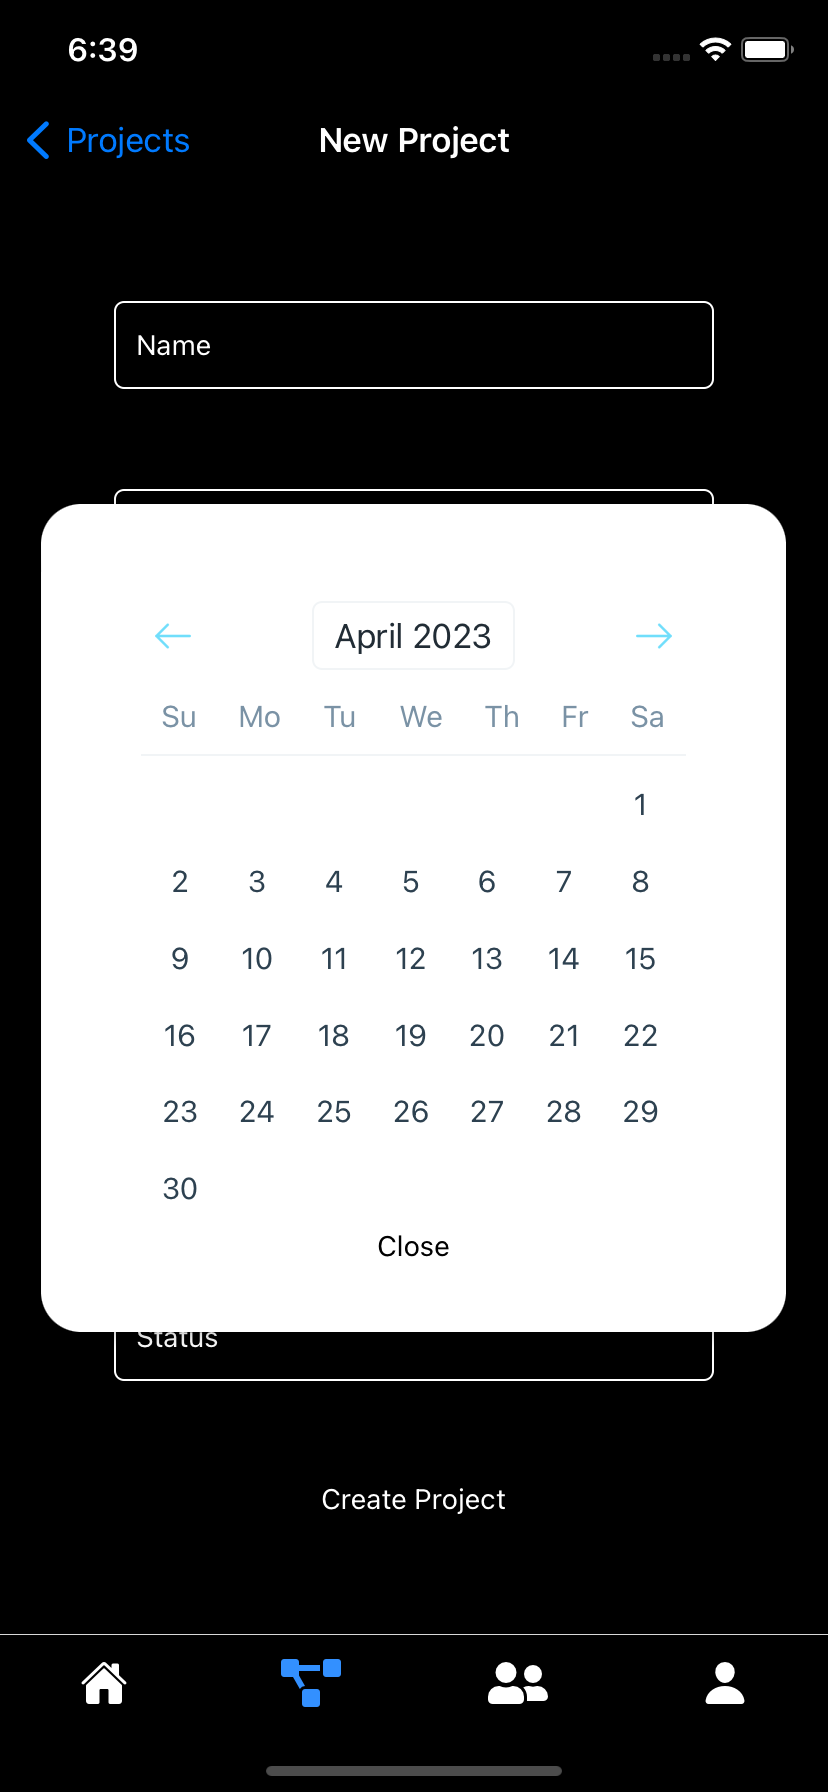 6:39
Projects New Project
Name
April 2023
Su Mo Tu We Th Fr Sa
1
2 3 4 5 6 7 8
9 10 11 12 13 14 15
16 17 18 19 20 21 22
23 24 25 26 27 28 29
30
Close
Status
Create Project